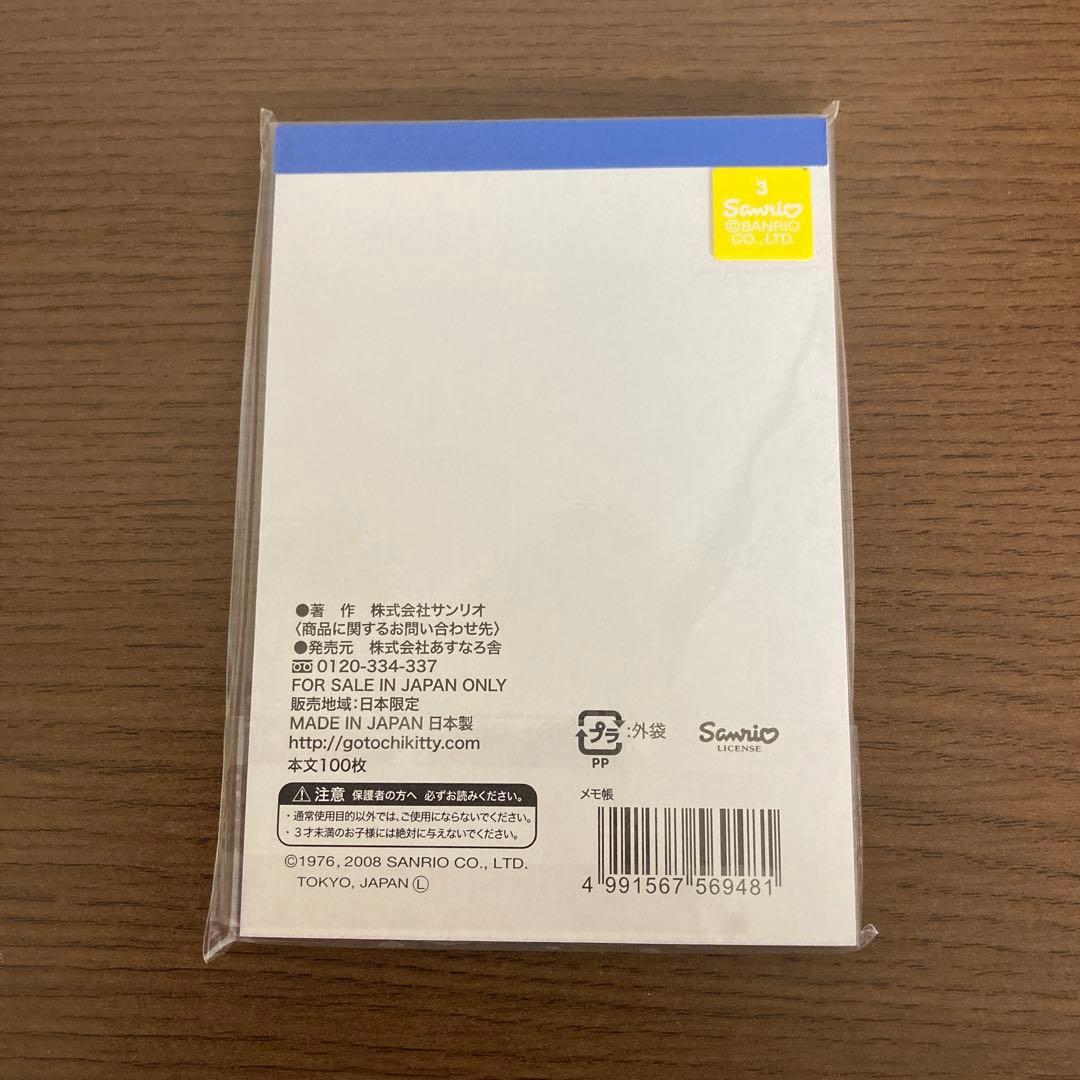 3
Sanrio
©SANRIO
CO., LTD.
●著　作　株式会社サンリオ
〈商品に関するお問い合わせ先〉
●発売元　株式会社あすなろ舎
0120-334-337
FOR SALE IN JAPAN ONLY
販売地域:日本限定
MADE IN JAPAN 日本製
http://gotochikitty.com
本文100枚
プラ :外袋
PP
Sanrio
LICENSE
⚠注意 保護者の方へ 必ずお読みください。
・通常使用目的以外では、ご使用にならないでください。
・3才未満のお子様には絶対に与えないでください。
©1976, 2008 SANRIO CO., LTD.
TOKYO, JAPAN Ⓛ
メモ帳
4 991567 569481